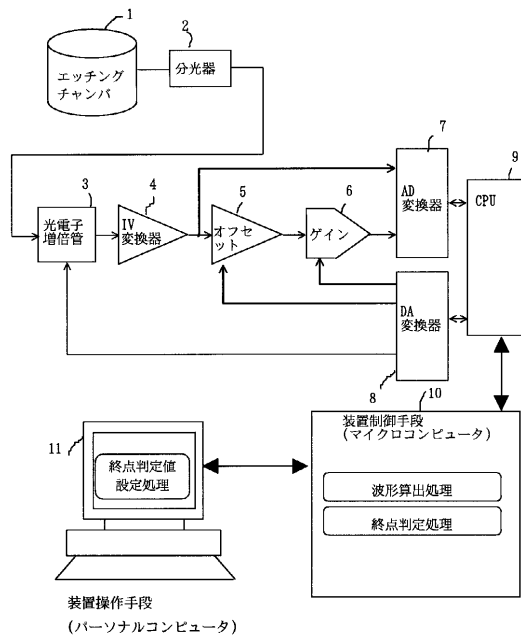 1
エッチング
チャンバ
2
分光器
3
光電子
増倍管
4
IV
変換器
5
オフセ
ット
6
ゲイン
7
AD
変換器
9
CPU
DA
変換器
8
10
装置制御手段
(マイクロコンピュータ)
波形算出処理
終点判定処理
11
終点判定値
設定処理
装置操作手段
(パーソナルコンピュータ)